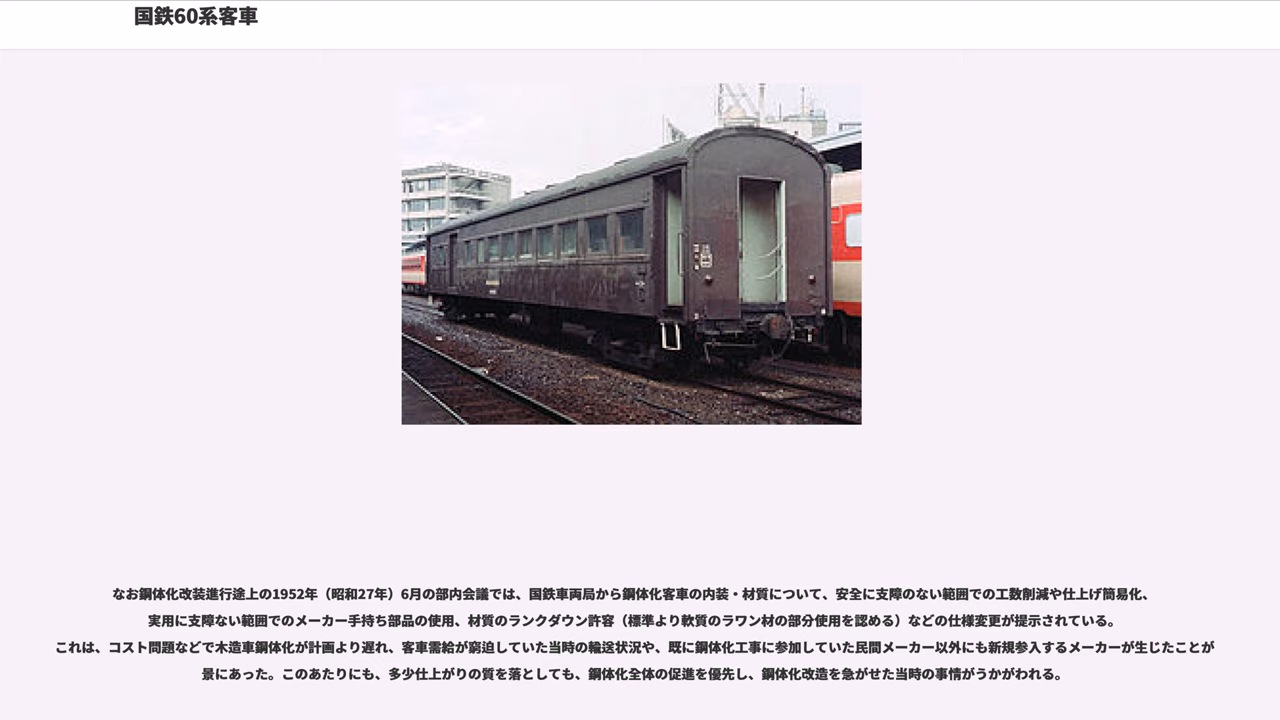 国鉄60系客車
なお鋼体化改装進行途上の1952年（昭和27年）6月の部内会議では、国鉄車両局から鋼体化客車の内装・材質について、安全に支障のない範囲での工数削減や仕上げ簡易化、
実用に支障ない範囲でのメーカー手持ち部品の使用、材質のランクダウン許容（標準より軟質のラワン材の部分使用を認める）などの仕様変更が提示されている。
これは、コスト問題などで木造車鋼体化が計画より遅れ、客車需給が窮迫していた当時の輸送状況や、既に鋼体化工事に参加していた民間メーカー以外にも新規参入するメーカーが生じたことが
景にあった。このあたりにも、多少仕上がりの質を落としても、鋼体化全体の促進を優先し、鋼体化改造を急がせた当時の事情がうかがわれる。